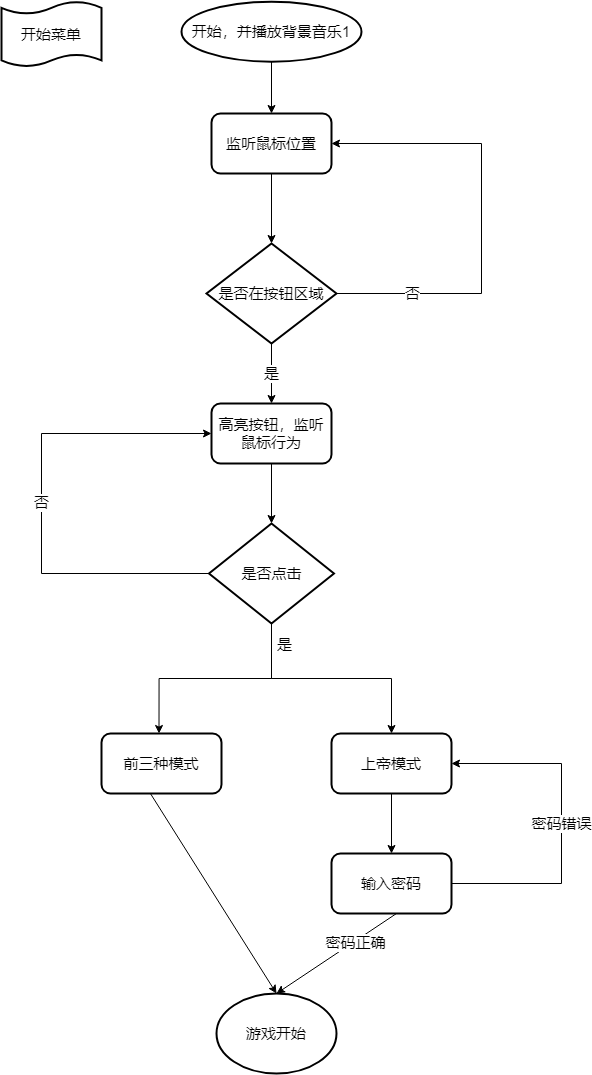 开始菜单
开始，并播放背景音乐1
监听鼠标位置
是否在按钮区域
否
是
高亮按钮，监听
鼠标行为
否
是否点击
是
前三种模式
上帝模式
密码错误
输入密码
密码正确
游戏开始